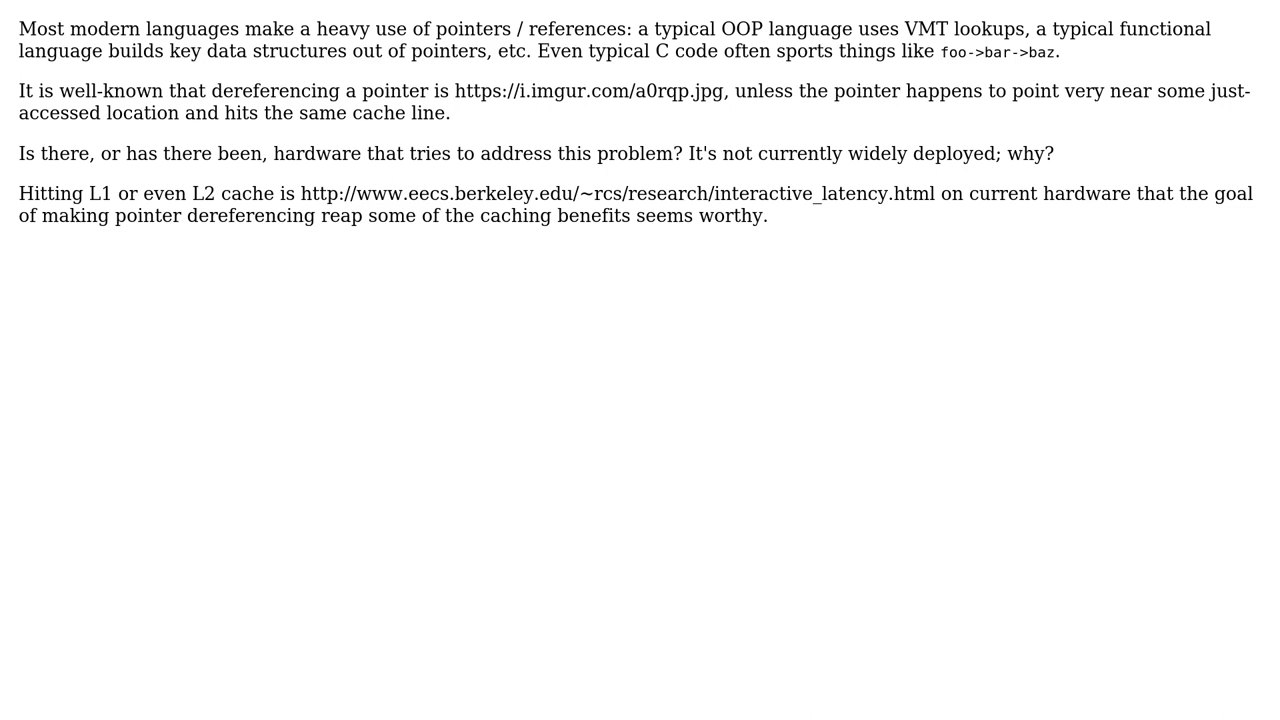 Most modern languages make a heavy use of pointers / references: a typical OOP language uses VMT lookups, a typical functional
language builds key data structures out of pointers, etc. Even typical C code often sports things like foo->bar->baz.
It is well-known that dereferencing a pointer is https://i.imgur.com/a0rqp.jpg, unless the pointer happens to point very near some just-
accessed location and hits the same cache line.
Is there, or has there been, hardware that tries to address this problem? It's not currently widely deployed; why?
Hitting L1 or even L2 cache is http://www.eecs.berkeley.edu/~rcs/research/interactive_latency.html on current hardware that the goal
of making pointer dereferencing reap some of the caching benefits seems worthy.